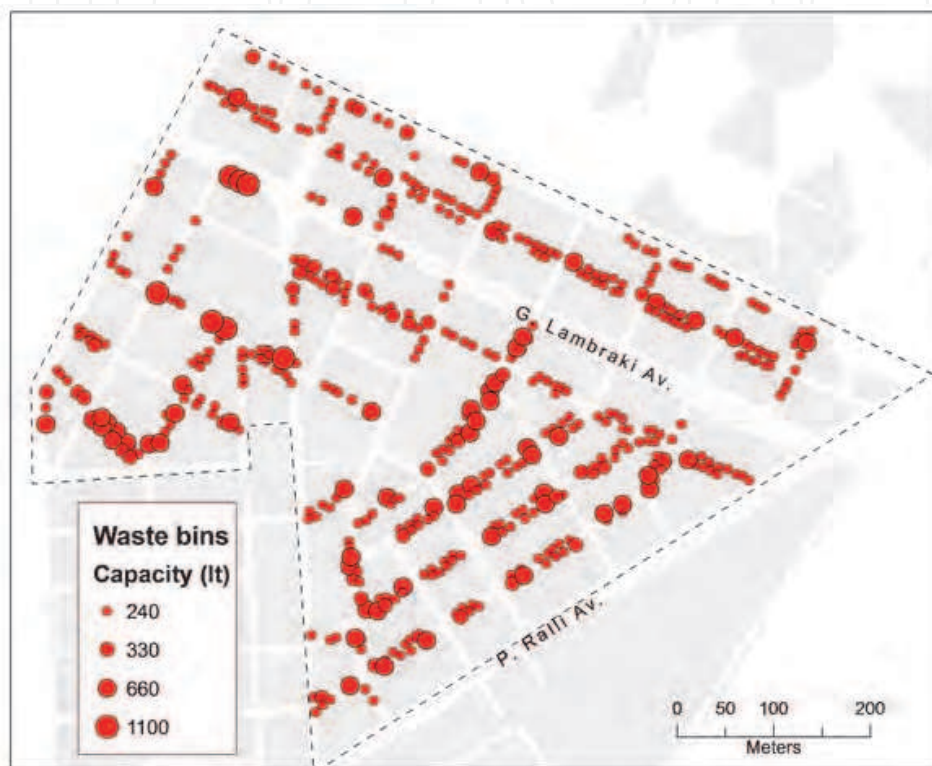 G. Lambraki Av.
P. Ralli Av.
Waste bins
Capacity (lt)
240
330
660
1100
0 50 100 200
Meters